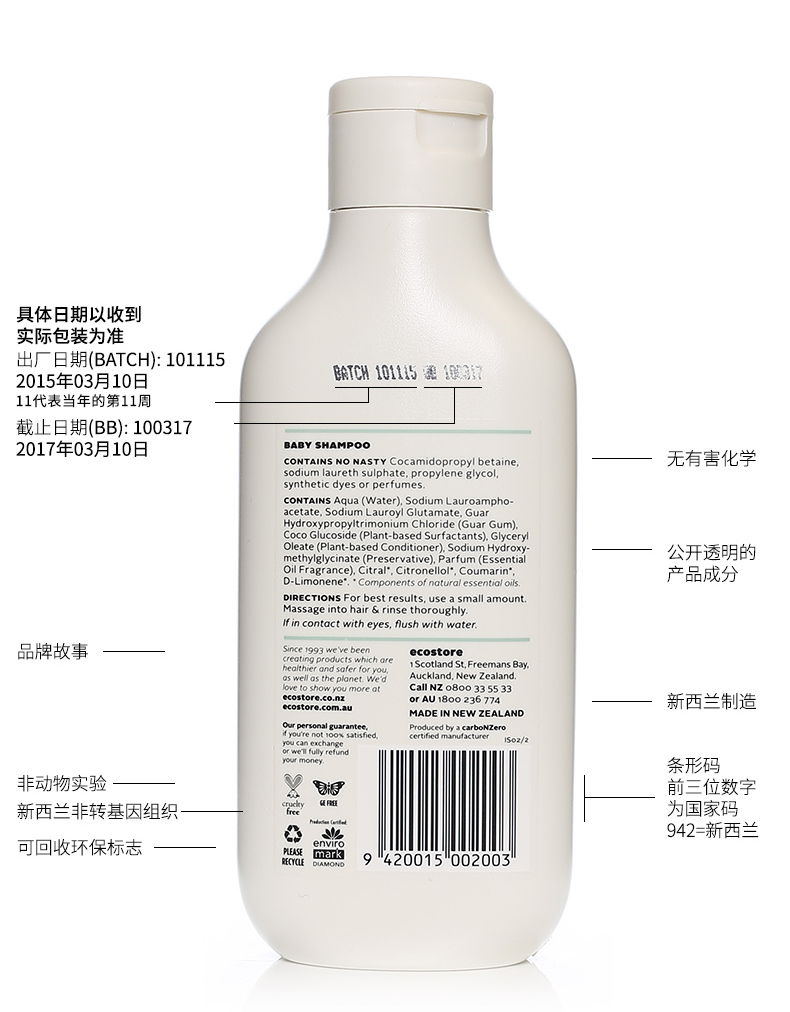 具体日期以收到
实际包装为准
出厂日期(BATCH): 101115
2015年03月10日
11代表当年的第11周
截止日期(BB): 100317
2017年03月10日
BATCH 101115 BB 100317
BABY SHAMPOO
CONTAINS NO NASTY Cocamidopropyl betaine,
sodium laureth sulphate, propylene glycol,
synthetic dyes or perfumes.
CONTAINS Aqua (Water), Sodium Lauroampho-
acetate, Sodium Lauroyl Glutamate, Guar
Hydroxypropyltrimonium Chloride (Guar Gum),
Coco Glucoside (Plant-based Surfactants), Glyceryl
Oleate (Plant-based Conditioner), Sodium Hydroxy-
methylglycinate (Preservative), Parfum (Essential
Oil Fragrance), Citral*, Citronellol*, Coumarin*,
D-Limonene*. * Components of natural essential oils.
DIRECTIONS For best results, use a small amount.
Massage into hair & rinse thoroughly.
If in contact with eyes, flush with water.
Since 1993 we've been
creating products which are
healthier and safer for you,
as well as the planet. We'd
love to show you more at
ecostore.co.nz
ecostore.com.au
Our personal guarantee,
if you're not 100% satisfied,
you can exchange
or we'll fully refund
your money.
ecostore
1 Scotland St, Freemans Bay,
Auckland, New Zealand.
Call NZ 0800 33 55 33
or AU 1800 236 774
MADE IN NEW ZEALAND
Produced by a carboNZero
certified manufacturer
IS02/2
cruelty
free
GE FREE
PLEASE
RECYCLE
Production Certified:
enviro
mark
DIAMOND
9 420015 002003
无有害化学
公开透明的
产品成分
品牌故事
新西兰制造
非动物实验
新西兰非转基因组织
可回收环保标志
条形码
前三位数字
为国家码
942=新西兰